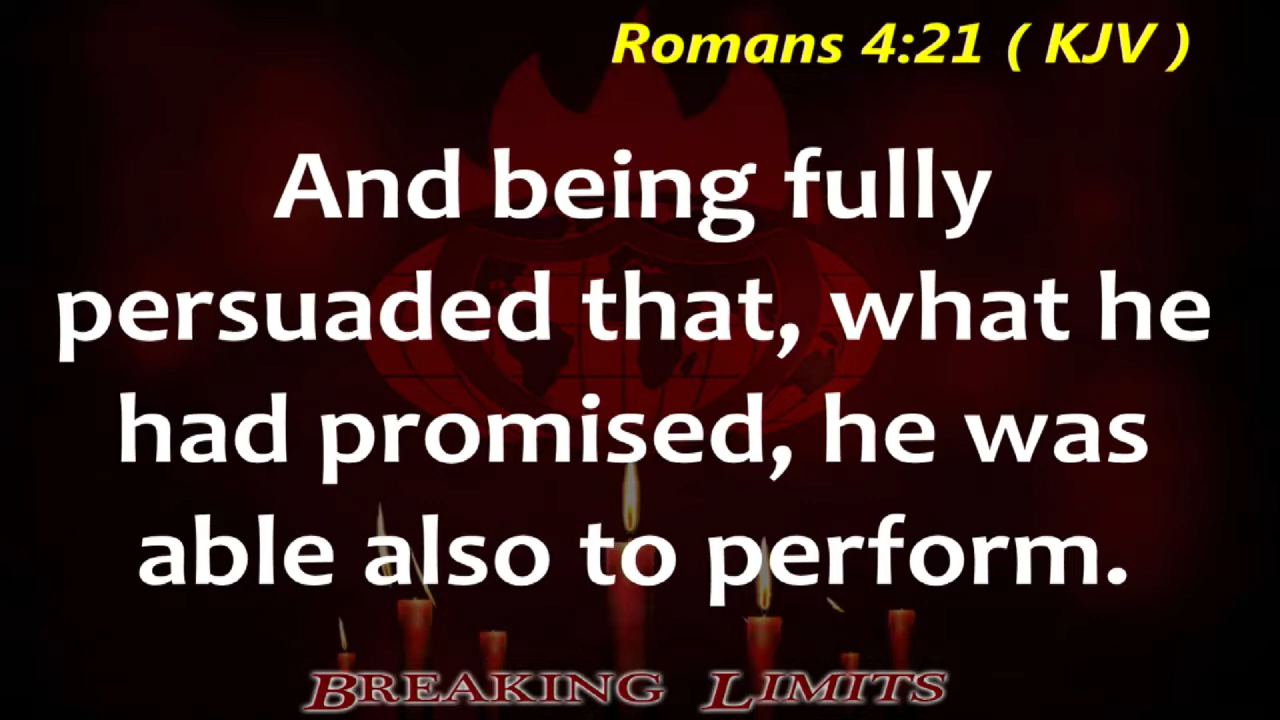 Romans 4:21 ( KJV )
And being fully
persuaded that, what he
had promised, he was
able also to perform.
BREAKING LIMITS